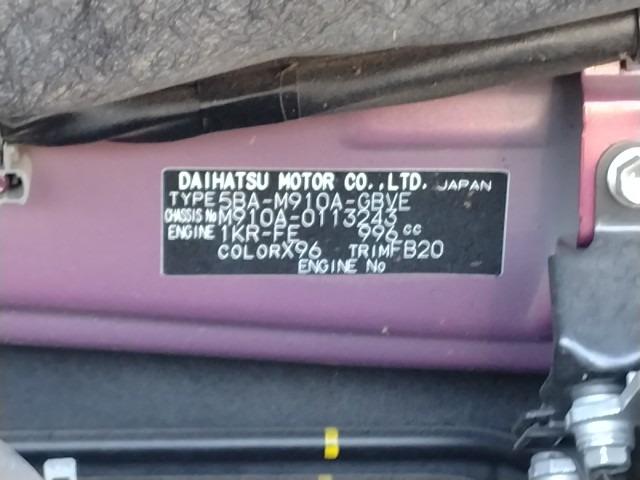 DAIHATSU MOTOR CO.,LTD. JAPAN
TYPE 5BA-M910A-GBVE
CHASSIS No M910A-0113243
ENGINE 1KR-FE 996cc
COLOR X96 TRIM FB20
ENGINE No